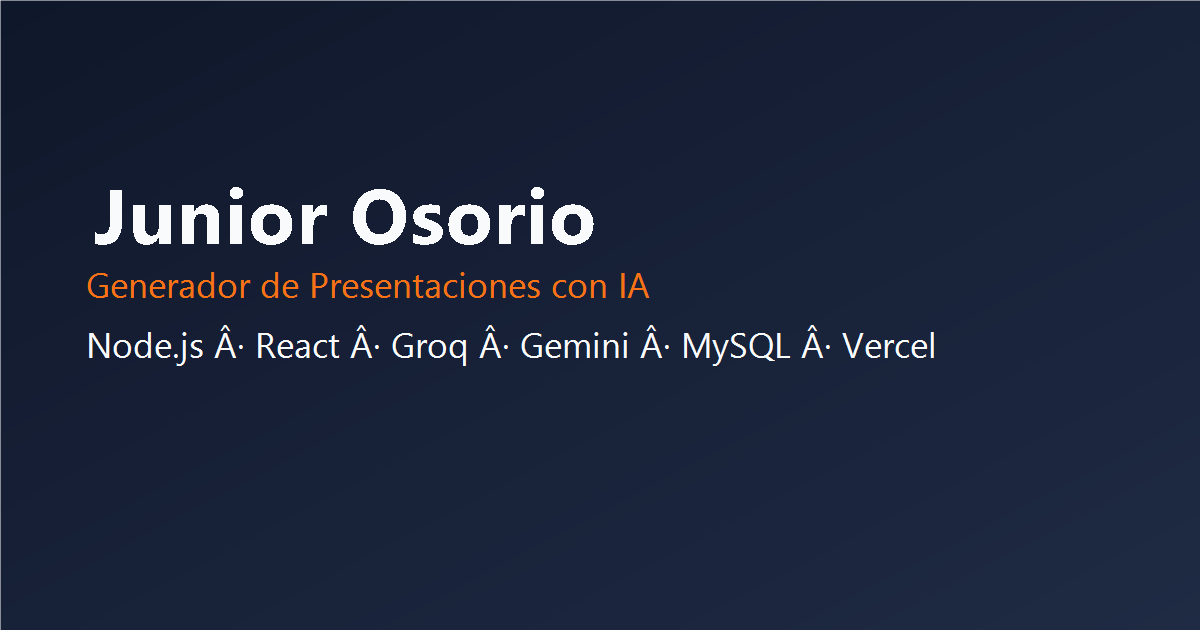 Junior Osorio
Generador de Presentaciones con IA
Node.js Â· React Â· Groq Â· Gemini Â· MySQL Â· Vercel